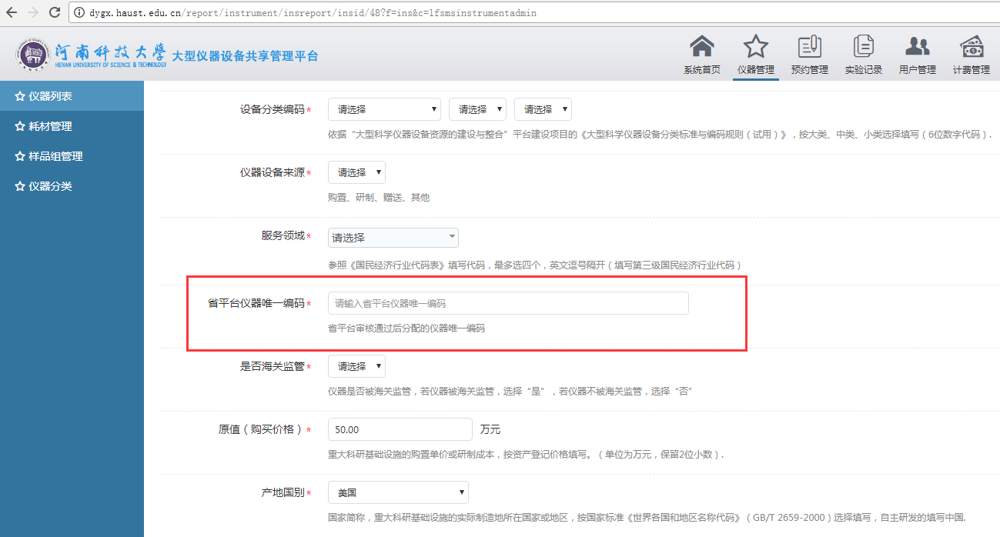 dygx.haust.edu.cn/report/instrument/insreport/insid/48?f=ins&c=lfsmsinstrumentadmin
河南科技大学
HENAN UNIVERSITY OF SCIENCE & TECHNOLOGY
大型仪器设备共享管理平台
系统首页 仪器管理 预约管理 实验记录 用户管理 计费管理
仪器列表
耗材管理
样品组管理
仪器分类
设备分类编码* 请选择 请选择 请选择
依据“大型科学仪器设备资源的建设与整合”平台建设项目的《大型科学仪器设备分类标准与编码规则（试用）》，按大类、中类、小类选择填写（6位数字代码）.
仪器设备来源* 请选择
购置、研制、赠送、其他
服务领域* 请选择
参照《国民经济行业代码表》填写代码，最多选四个，英文逗号隔开（填写第三级国民经济行业代码）
省平台仪器唯一编码* 请输入省平台仪器唯一编码
省平台审核通过后分配的仪器唯一编码
是否海关监管* 请选择
仪器是否被海关监管，若仪器被海关监管，选择“是”，若仪器不被海关监管，选择“否”
原值（购买价格）* 50.00 万元
重大科研基础设施的购置单价或研制成本，按资产登记价格填写。（单位为万元，保留2位小数）.
产地国别* 美国
国家简称，重大科研基础设施的实际制造地所在国家或地区，按国家标准《世界各国和地区名称代码》（GB/T 2659-2000）选择填写，自主研发的填写中国.